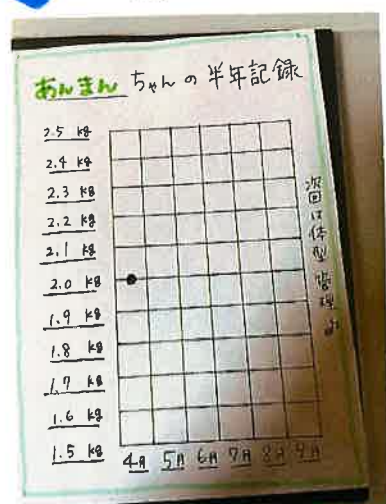 あんまんちゃんの半年記録
2.5 kg
2.4 kg
2.3 kg
2.2 kg
2.1 kg
2.0 kg
1.9 kg
1.8 kg
1.7 kg
1.6 kg
1.5 kg
4月 5月 6月 7月 8月 9月
次回は体型管理